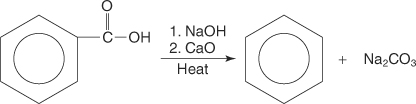 O
C–OH
1. NaOH
2. CaO
Heat
+ Na₂CO₃